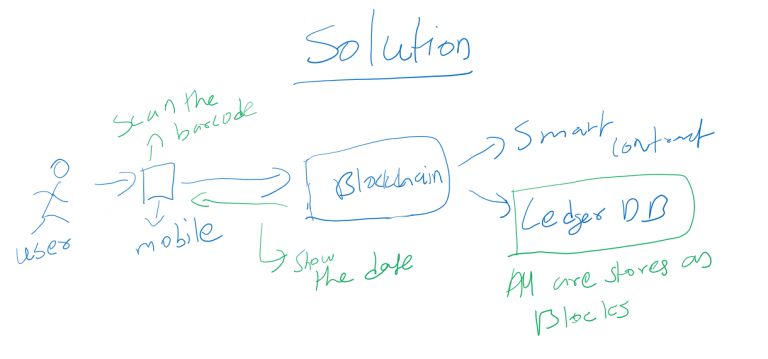 Solution
scan the
barcode
user
mobile
Blockchain
show
the date
Smart
contract
Ledger DB
All are stores as
Blocks